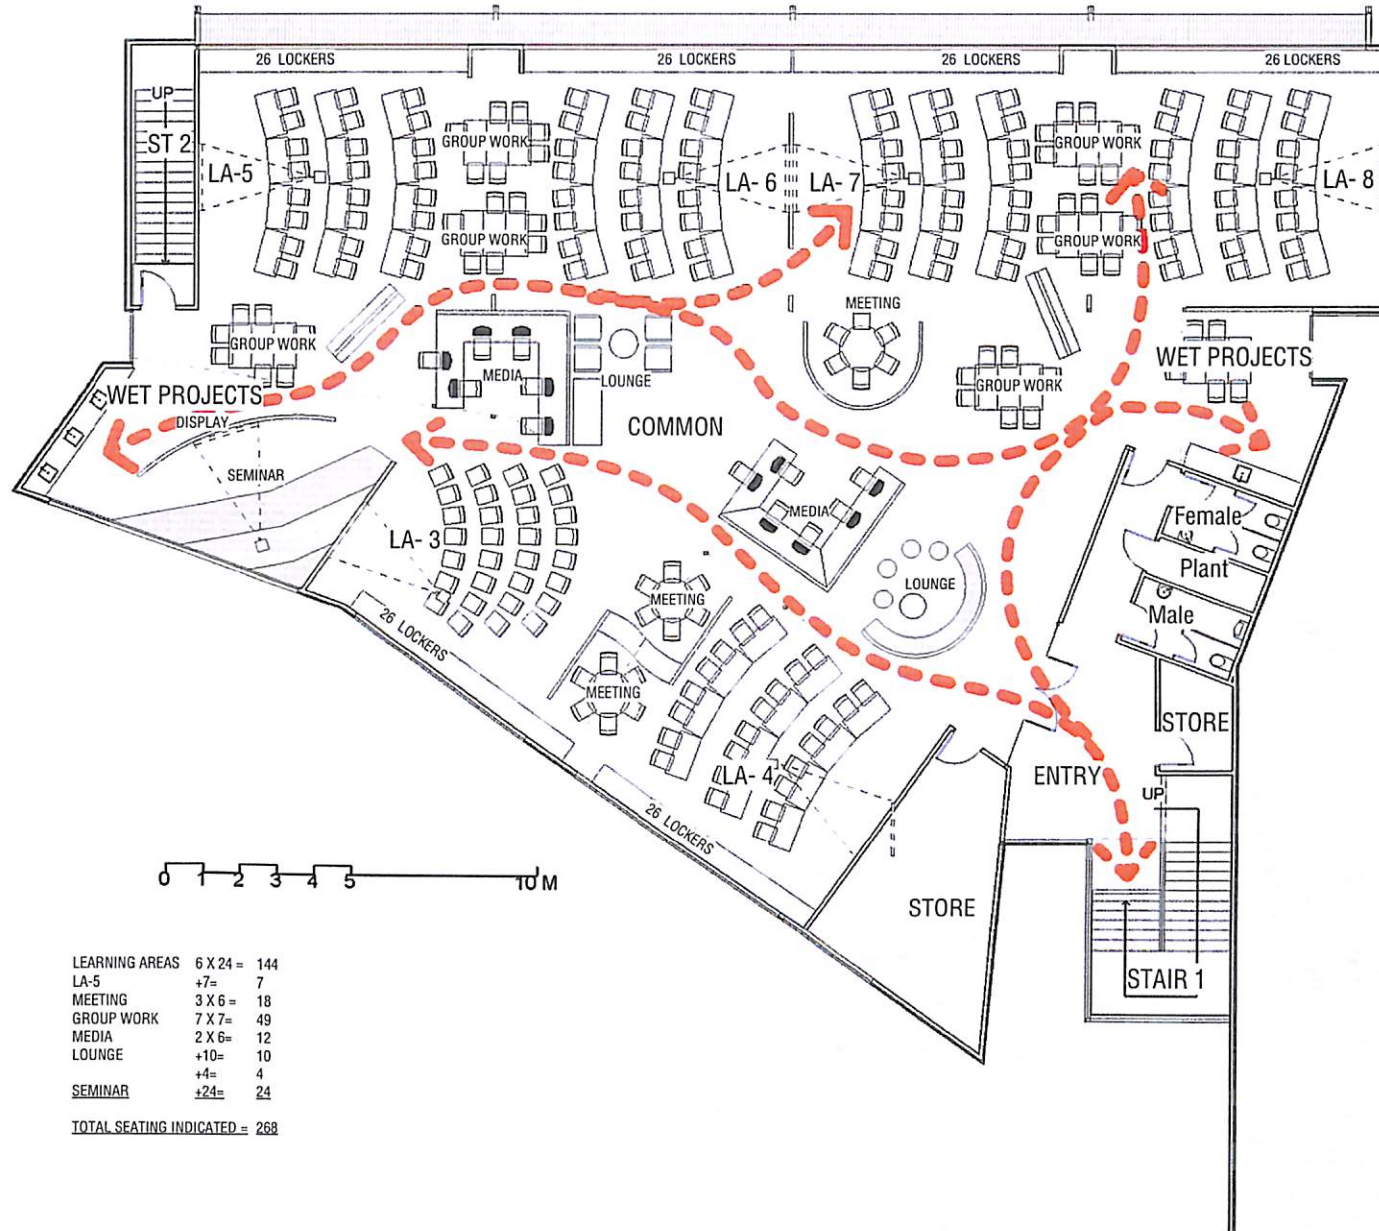 26 LOCKERS
26 LOCKERS
26 LOCKERS
26 LOCKERS
UP
ST 2
GROUP WORK
GROUP WORK
LA-5
LA- 6
LA- 7
LA- 8
GROUP WORK
GROUP WORK
MEETING
GROUP WORK
WET PROJECTS
MEDIA
LOUNGE
GROUP WORK
WET PROJECTS
DISPLAY
COMMON
SEMINAR
MEDIA
Female
LA- 3
Plant
LOUNGE
MEETING
Male
26 LOCKERS
MEETING
STORE
LA- 4
ENTRY
UP
26 LOCKERS
0 1 2 3 4 5 10 M
STORE
STAIR 1
LEARNING AREAS 6 X 24 = 144
LA-5 +7= 7
MEETING 3 X 6 = 18
GROUP WORK 7 X 7= 49
MEDIA 2 X 6= 12
LOUNGE +10= 10
+4= 4
SEMINAR +24= 24
TOTAL SEATING INDICATED = 268